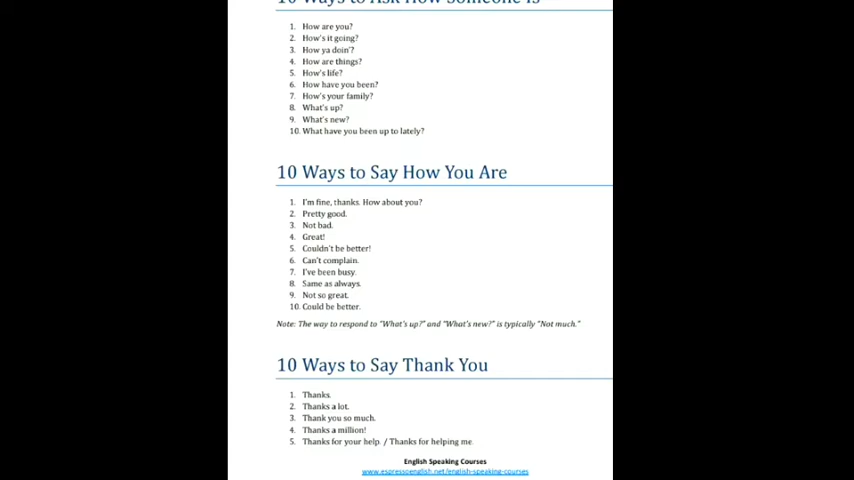 10 Ways to Ask How Someone Is
1. How are you?
2. How's it going?
3. How ya doin'?
4. How are things?
5. How's life?
6. How have you been?
7. How's your family?
8. What's up?
9. What's new?
10. What have you been up to lately?
10 Ways to Say How You Are
1. I'm fine, thanks. How about you?
2. Pretty good.
3. Not bad.
4. Great!
5. Couldn't be better!
6. Can't complain.
7. I've been busy.
8. Same as always.
9. Not so great.
10. Could be better.
Note: The way to respond to "What's up?" and "What's new?" is typically "Not much."
10 Ways to Say Thank You
1. Thanks.
2. Thanks a lot.
3. Thank you so much.
4. Thanks a million!
5. Thanks for your help. / Thanks for helping me.
English Speaking Courses
www.espressoenglish.net/english-speaking-courses